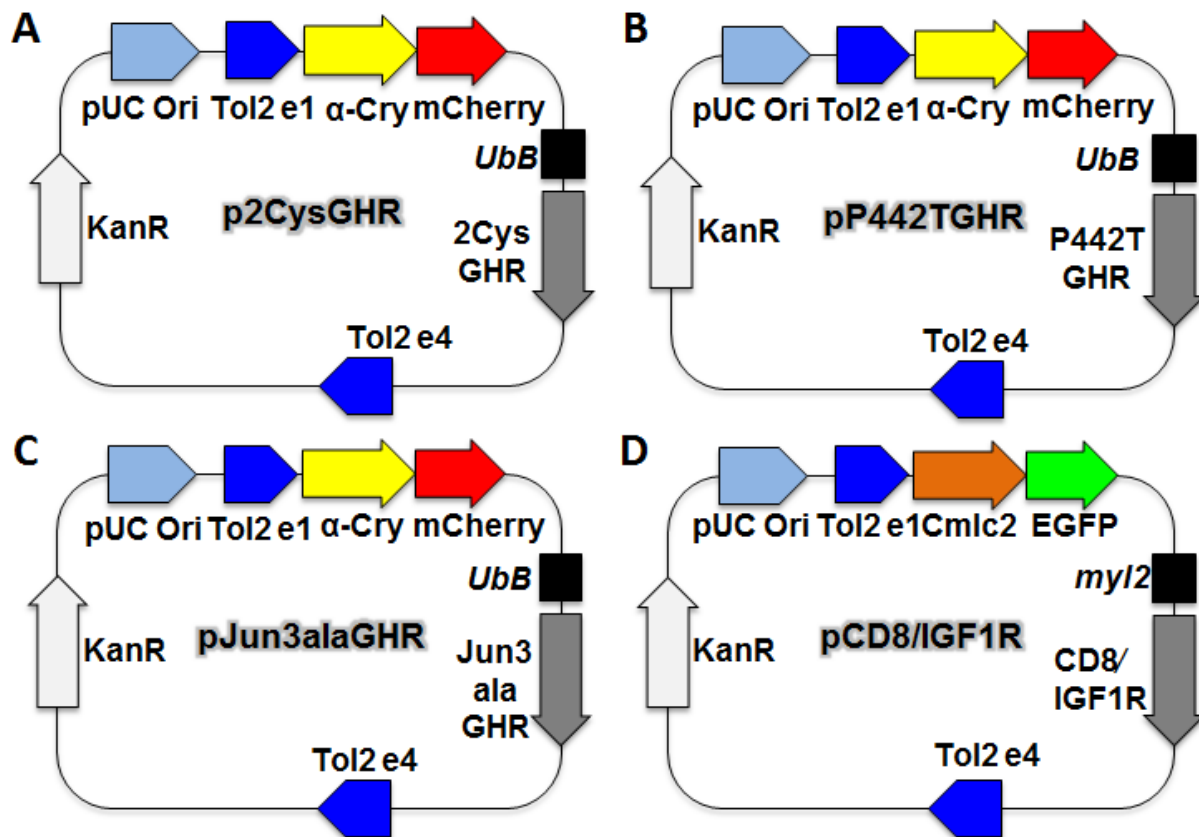 A
pUC Ori Tol2 e1 α-Cry mCherry
UbB
p2CysGHR
KanR
2Cys
GHR
Tol2 e4
B
pUC Ori Tol2 e1 α-Cry mCherry
UbB
pP442TGHR
KanR
P442T
GHR
Tol2 e4
C
pUC Ori Tol2 e1 α-Cry mCherry
UbB
pJun3alaGHR
KanR
Jun3
ala
GHR
Tol2 e4
D
pUC Ori Tol2 e1 Cmlc2 EGFP
myl2
pCD8/IGF1R
KanR
CD8/
IGF1R
Tol2 e4